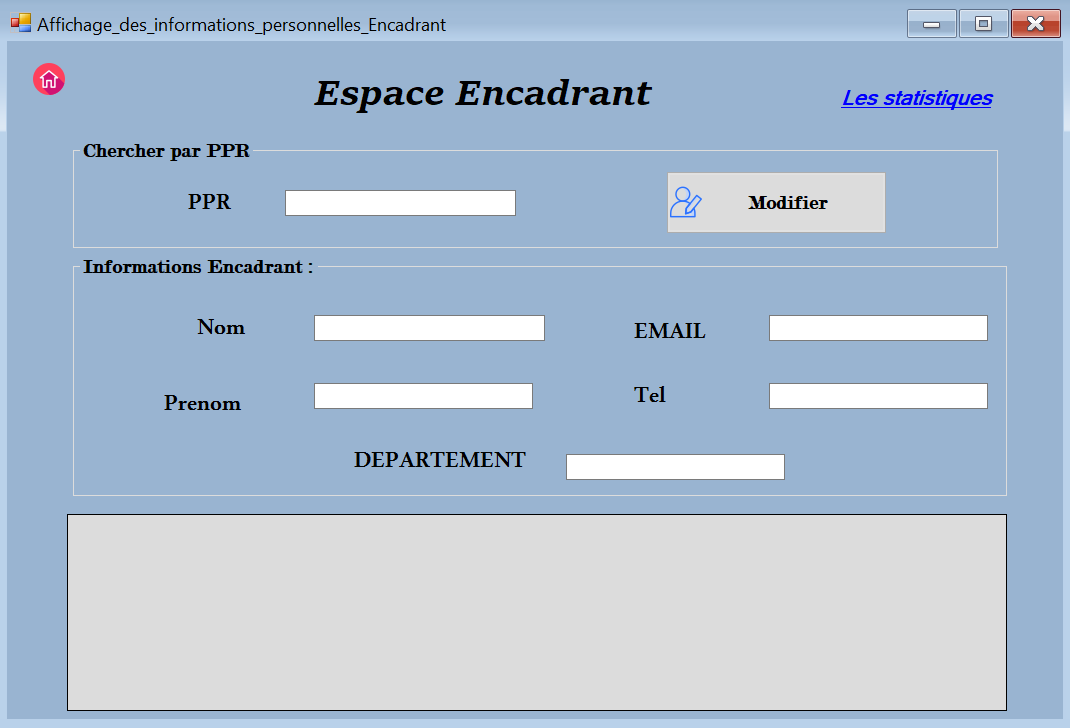 Affichage_des_informations_personnelles_Encadrant
Espace Encadrant
Les statistiques
Chercher par PPR
PPR
Modifier
Informations Encadrant :
Nom
EMAIL
Prenom
Tel
DEPARTEMENT